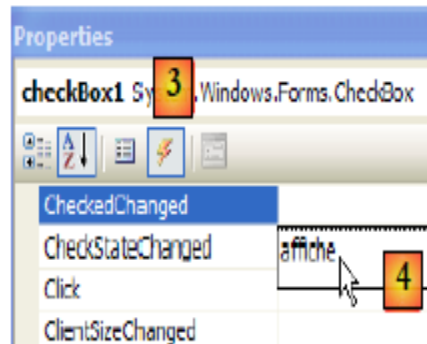 Properties
checkBox1 Sy 3 .Windows.Forms.CheckBox
A Z
CheckedChanged
CheckStateChanged affiche
Click 4
ClientSizeChanged